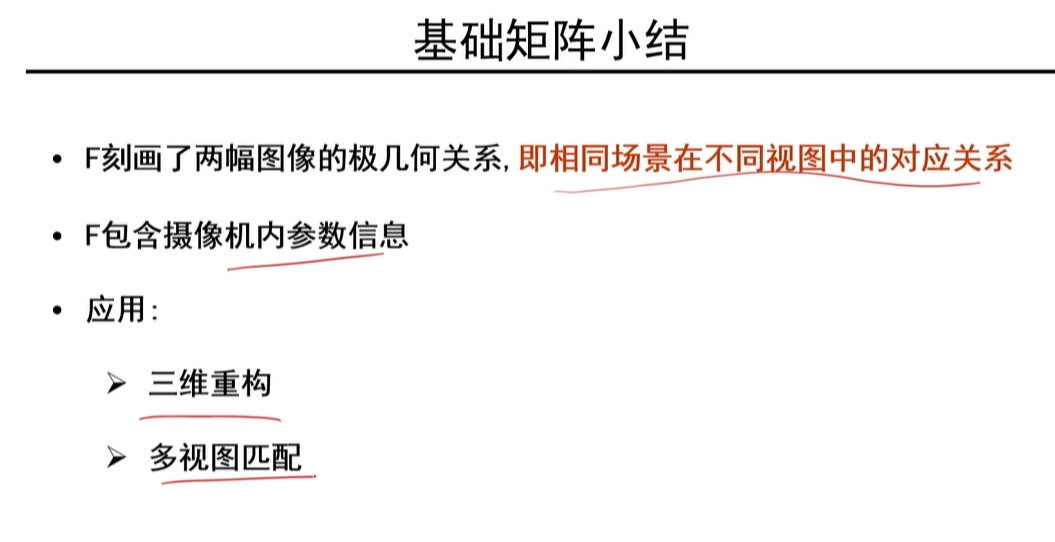 基础矩阵小结
• F刻画了两幅图像的极几何关系, 即相同场景在不同视图中的对应关系
• F包含摄像机内参数信息
• 应用:
➢ 三维重构
➢ 多视图匹配